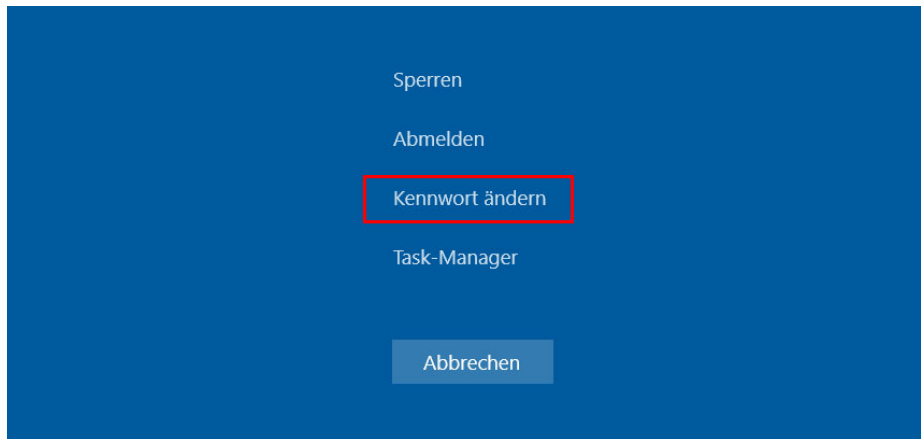 Sperren
Abmelden
Kennwort ändern
Task-Manager
Abbrechen